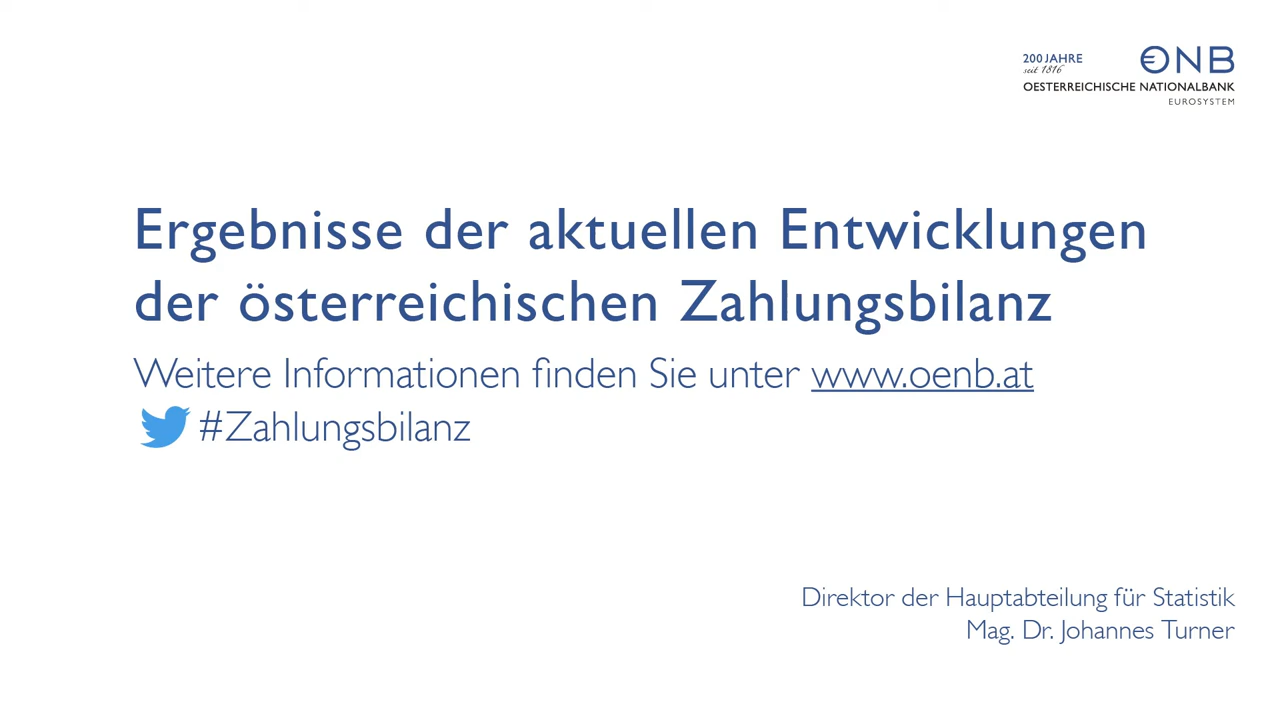 200 JAHRE
seit 1816
ONB
OESTERREICHISCHE NATIONALBANK
EUROSYSTEM
Ergebnisse der aktuellen Entwicklungen
der österreichischen Zahlungsbilanz
Weitere Informationen finden Sie unter www.oenb.at
#Zahlungsbilanz
Direktor der Hauptabteilung für Statistik
Mag. Dr. Johannes Turner